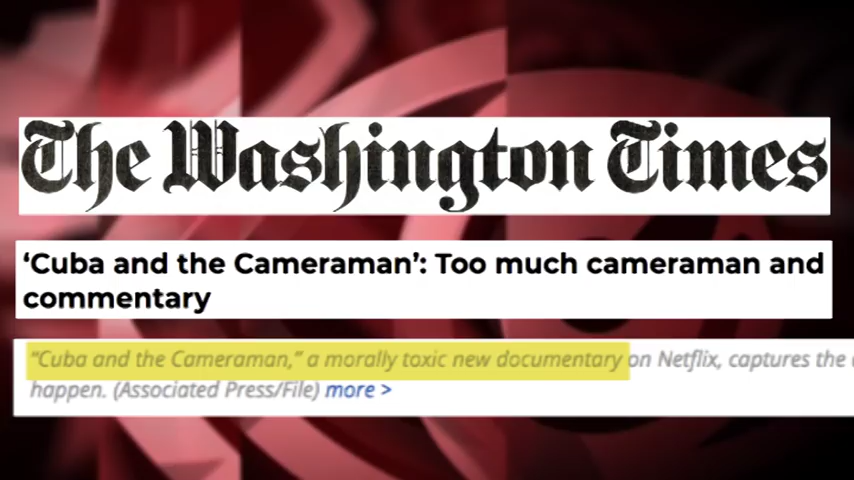 The Washington Times
‘Cuba and the Cameraman’: Too much cameraman and
commentary
“Cuba and the Cameraman,” a morally toxic new documentary on Netflix, captures the
happen. (Associated Press/File) more >